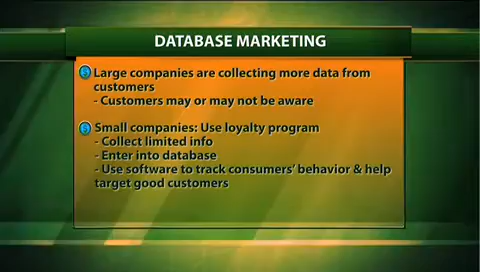 DATABASE MARKETING
Large companies are collecting more data from
customers
- Customers may or may not be aware
Small companies: Use loyalty program
- Collect limited info
- Enter into database
- Use software to track consumers' behavior & help
target good customers